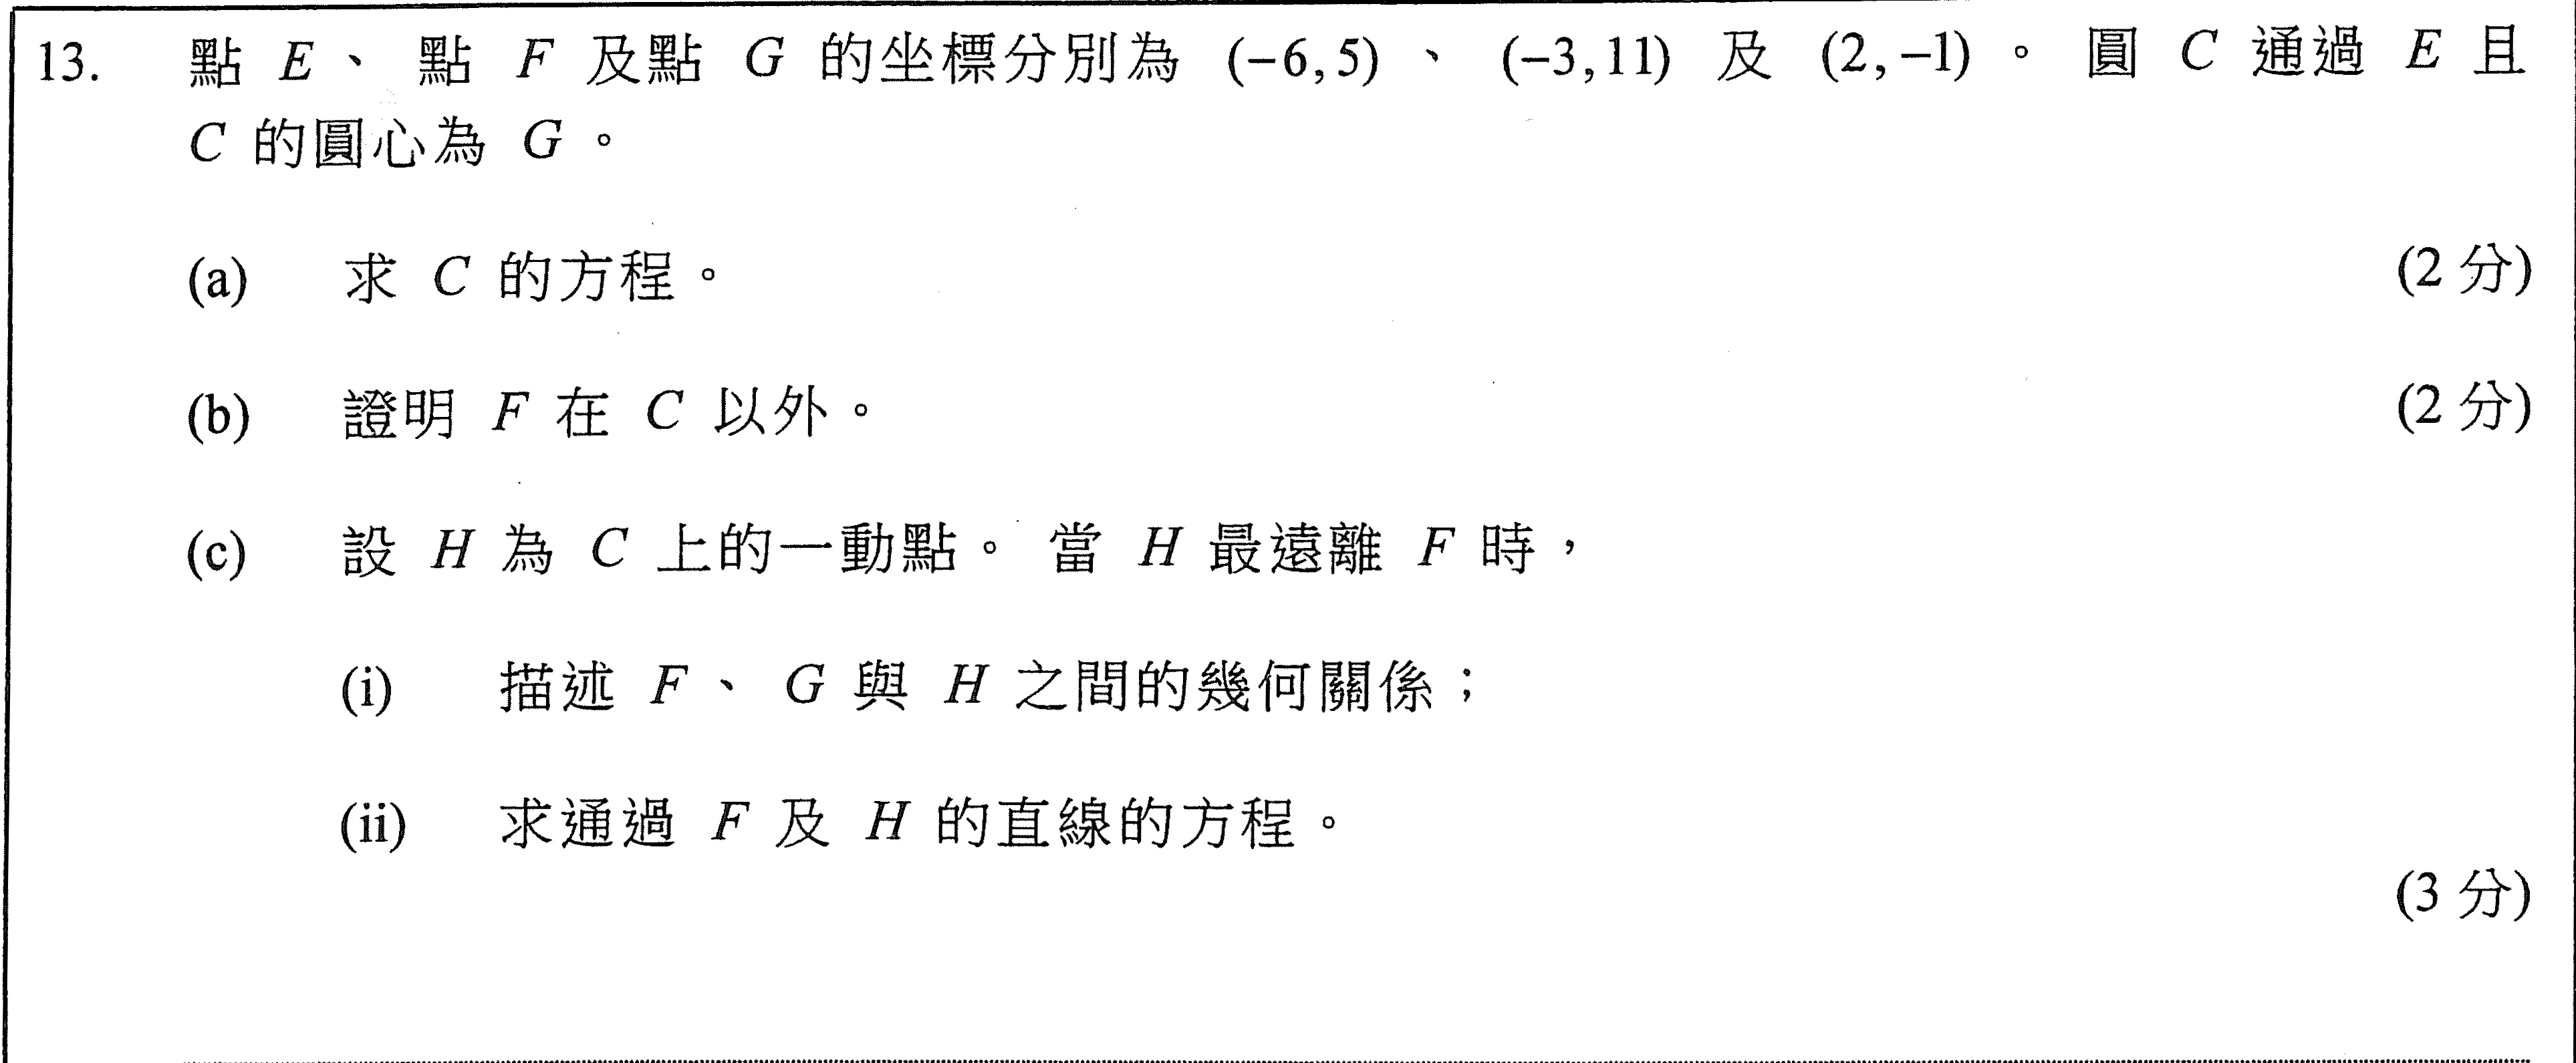 13. 點 E、 點 F 及點 G 的坐標分別為 (−6, 5) 、 (−3, 11) 及 (2, −1) 。 圓 C 通過 E 且
C 的圓心為 G 。
(a) 求 C 的方程。 (2 分)
(b) 證明 F 在 C 以外。 (2 分)
(c) 設 H 為 C 上的一動點。 當 H 最遠離 F 時，
(i) 描述 F 、 G 與 H 之間的幾何關係；
(ii) 求通過 F 及 H 的直線的方程。
(3 分)